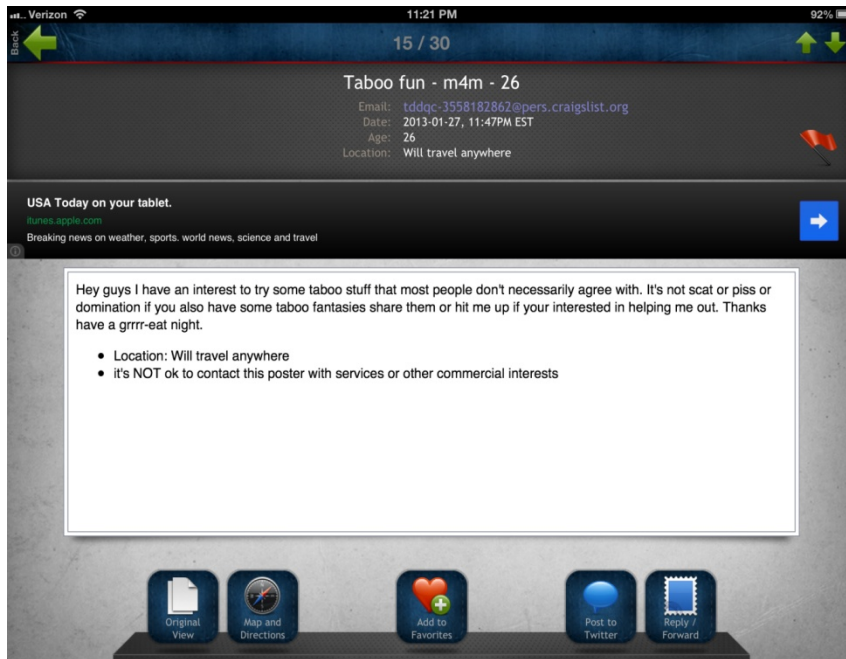 Verizon
11:21 PM
92%
Back
15 / 30
Taboo fun - m4m - 26
Email: tddqc-3558182862@pers.craigslist.org
Date: 2013-01-27, 11:47PM EST
Age: 26
Location: Will travel anywhere
USA Today on your tablet.
itunes.apple.com
Breaking news on weather, sports. world news, science and travel
Hey guys I have an interest to try some taboo stuff that most people don't necessarily agree with. It's not scat or piss or
domination if you also have some taboo fantasies share them or hit me up if your interested in helping me out. Thanks
have a grrr-eat night.
• Location: Will travel anywhere
• it's NOT ok to contact this poster with services or other commercial interests
Original
View
Map and
Directions
Add to
Favorites
Post to
Twitter
Reply /
Forward